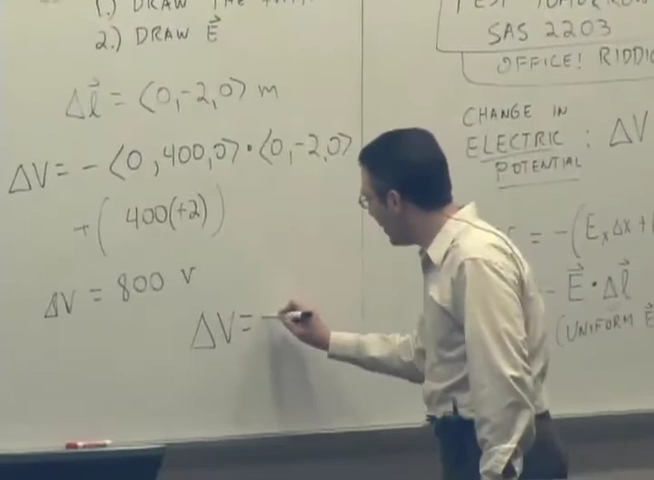 1.) DRAW THE
2.) DRAW E⃗
Δl⃗ = ⟨0,-2,0⟩ m
ΔV = -⟨0,400,0⟩•⟨0,-2,0⟩
+(400(+2))
ΔV = 800 V
ΔV =
TEST TOMORROW
SAS 2203
OFFICE! RIDDIC
CHANGE IN
ELECTRIC : ΔV
POTENTIAL
= -(Eₓ Δx +
- E⃗ • Δl⃗
(UNIFORM E⃗